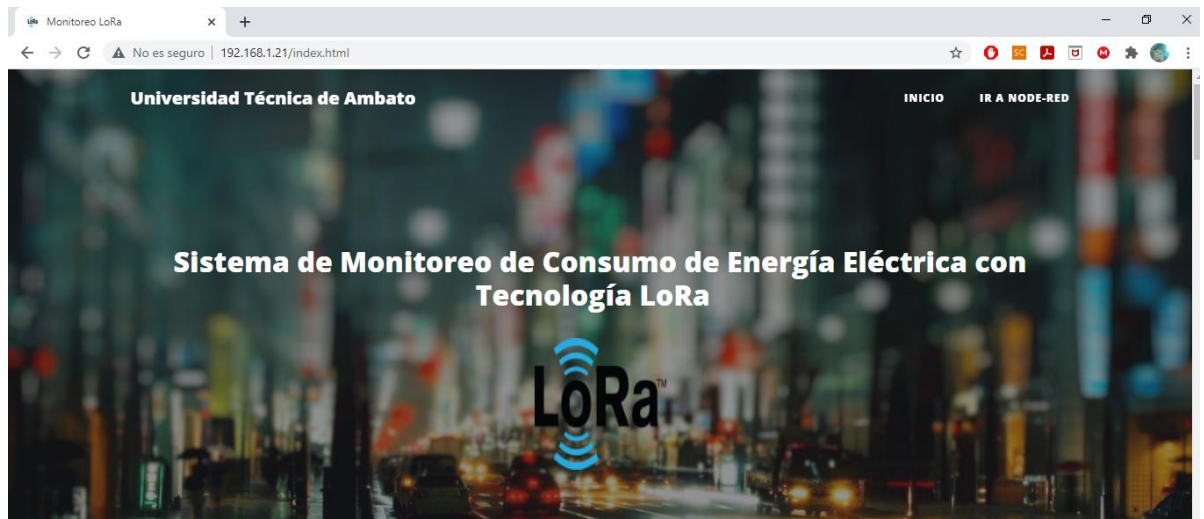 Monitoreo LoRa
No es seguro | 192.168.1.21/index.html
Universidad Técnica de Ambato
INICIO
IR A NODE-RED
Sistema de Monitoreo de Consumo de Energía Eléctrica con
Tecnología LoRa
LoRa™